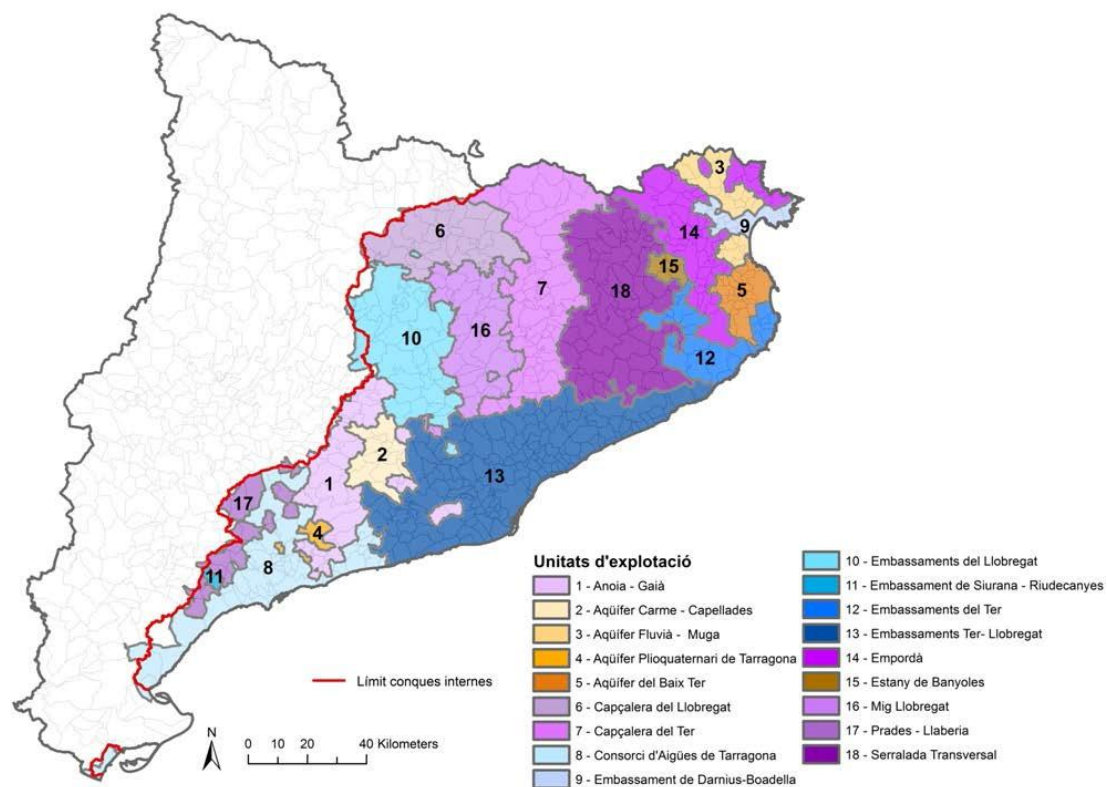 3
6
9
14
15
7
5
18
10
16
12
2
13
1
17
4
8
11
Unitats d'explotació
1 - Anoia - Gaià
2 - Aqüífer Carme - Capellades
3 - Aqüífer Fluvià - Muga
4 - Aqüífer Plioquaternari de Tarragona
5 - Aqüífer del Baix Ter
6 - Capçalera del Llobregat
7 - Capçalera del Ter
8 - Consorci d'Aigües de Tarragona
9 - Embassament de Darnius-Boadella
10 - Embassaments del Llobregat
11 - Embassament de Siurana - Riudecanyes
12 - Embassaments del Ter
13 - Embassaments Ter- Llobregat
14 - Empordà
15 - Estany de Banyoles
16 - Mig Llobregat
17 - Prades - Llaberia
18 - Serralada Transversal
Límit conques internes
N
0 10 20 40 Kilometers